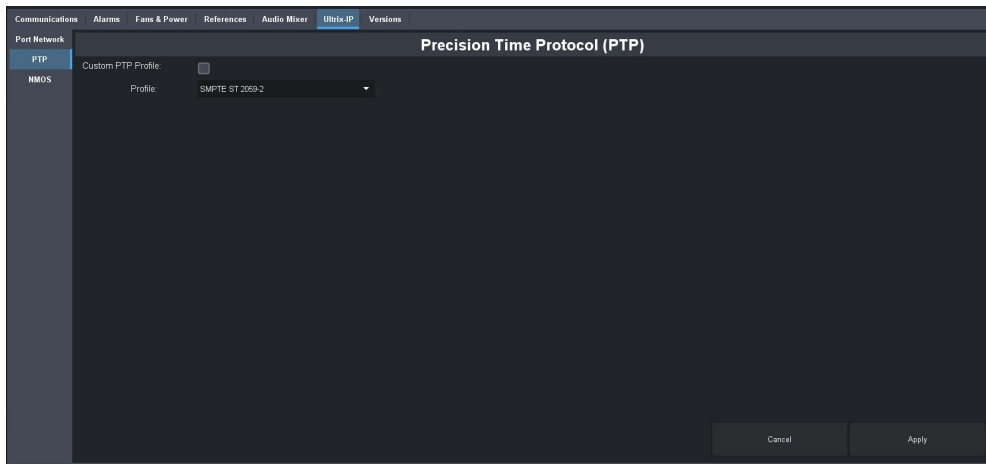 Communications Alarms Fans & Power References Audio Mixer Ultrix-IP Versions
Port Network
Precision Time Protocol (PTP)
PTP
Custom PTP Profile:
NMOS
Profile: SMPTE ST 2059-2
Cancel Apply